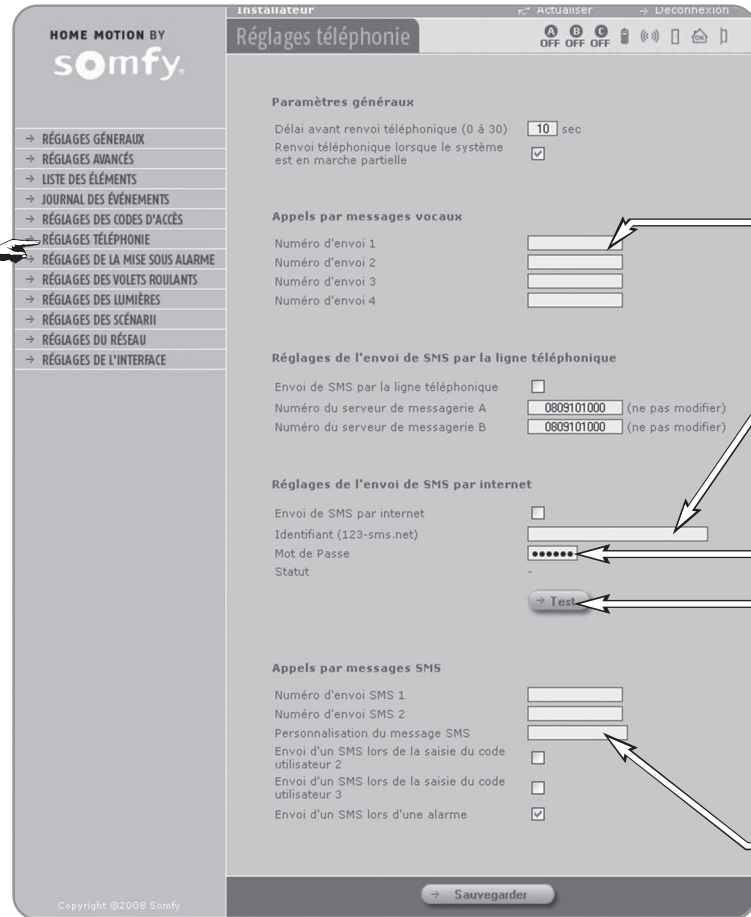 Installateur
Actualiser
Déconnexion
HOME MOTION BY
somfy®
Réglages téléphonie
A B C
OFF OFF OFF
OK
→ RÉGLAGES GÉNERAUX
→ RÉGLAGES AVANCÉS
→ LISTE DES ÉLÉMENTS
→ JOURNAL DES ÉVÉNEMENTS
→ RÉGLAGES DES CODES D'ACCÈS
RÉGLAGES TÉLÉPHONIE
→ RÉGLAGES DE LA MISE SOUS ALARME
→ RÉGLAGES DES VOLETS ROULANTS
→ RÉGLAGES DES LUMIÈRES
→ RÉGLAGES DES SCÉNARII
→ RÉGLAGES DU RÉSEAU
→ RÉGLAGES DE L'INTERFACE
Paramètres généraux
Délai avant renvoi téléphonique (0 à 30) 10 sec
Renvoi téléphonique lorsque le système
est en marche partielle
Appels par messages vocaux
Numéro d'envoi 1
Numéro d'envoi 2
Numéro d'envoi 3
Numéro d'envoi 4
Réglages de l'envoi de SMS par la ligne téléphonique
Envoi de SMS par la ligne téléphonique
Numéro du serveur de messagerie A 0809101000 (ne pas modifier)
Numéro du serveur de messagerie B 0809101000 (ne pas modifier)
Réglages de l'envoi de SMS par internet
Envoi de SMS par internet
Identifiant (123-sms.net)
Mot de Passe ●●●●●●
Statut -
→ Test
Appels par messages SMS
Numéro d'envoi SMS 1
Numéro d'envoi SMS 2
Personnalisation du message SMS
Envoi d'un SMS lors de la saisie du code
utilisateur 2
Envoi d'un SMS lors de la saisie du code
utilisateur 3
Envoi d'un SMS lors d'une alarme
→ Sauvegarder
Copyright ©2008 Somfy